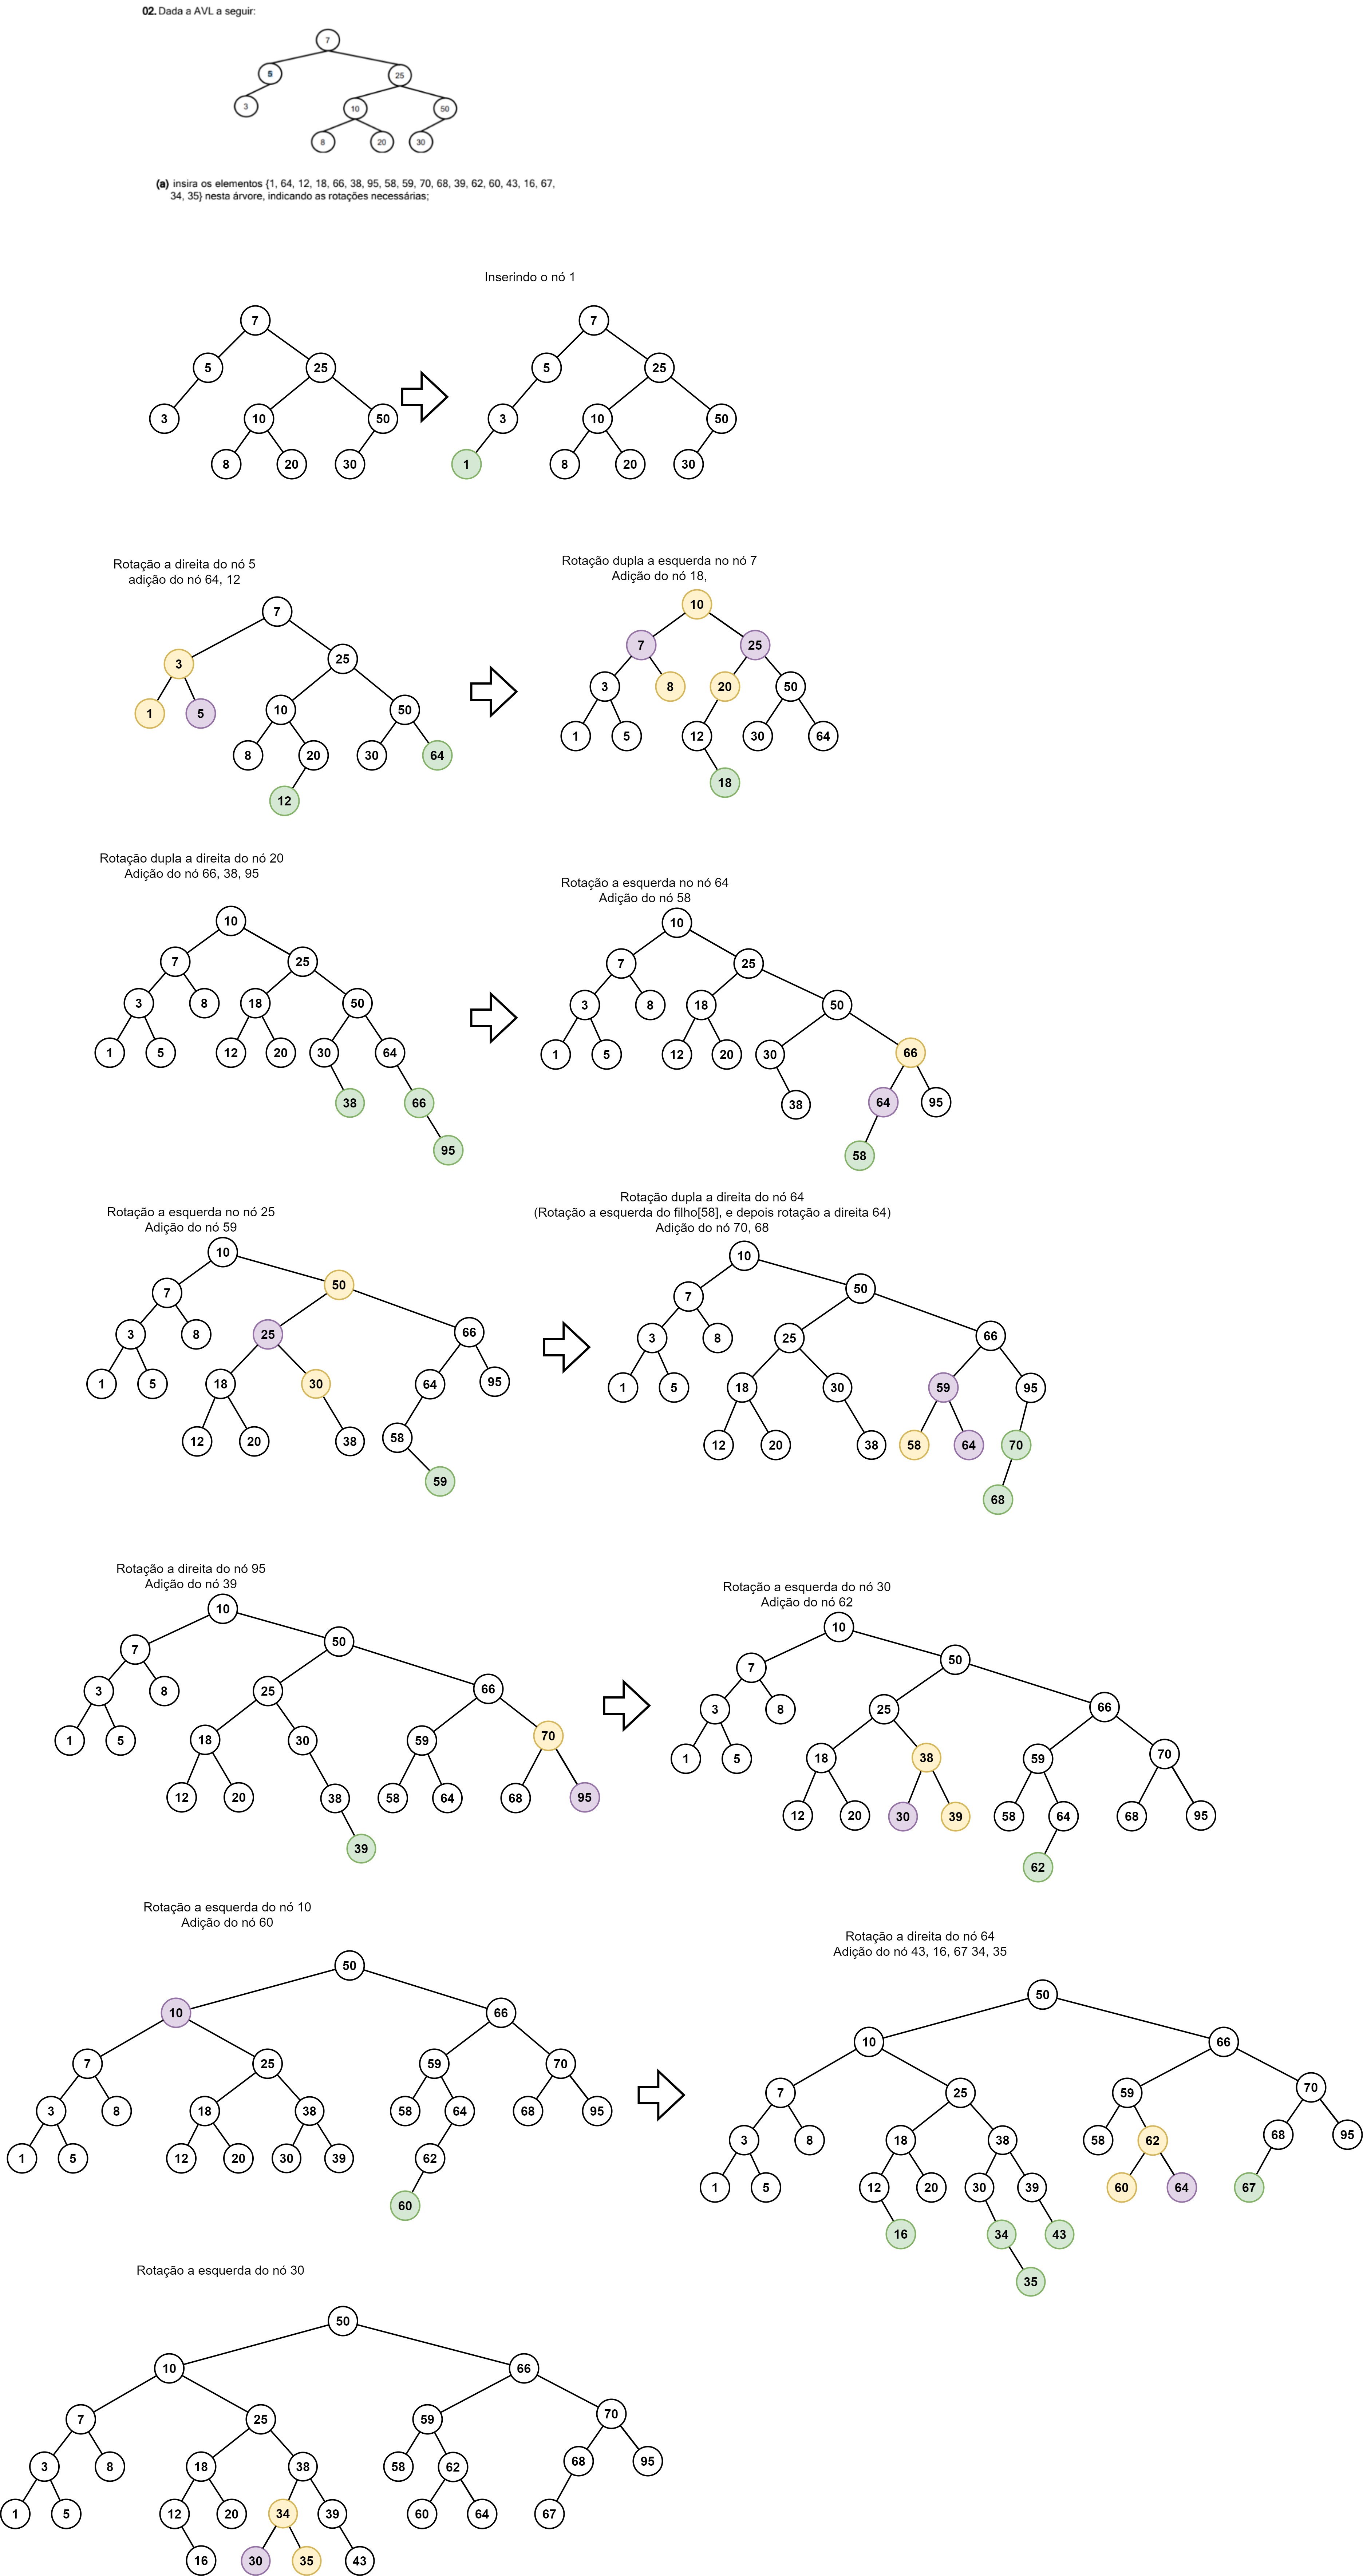 02. Dada a AVL a seguir:
7
5 25
3 10 50
8 20 30
(a) insira os elementos {1, 64, 12, 18, 66, 38, 95, 58, 59, 70, 68, 39, 62, 60, 43, 16, 67,
34, 35} nesta árvore, indicando as rotações necessárias;
7
5 25
3 10 50
8 20 30
Inserindo o nó 1
7
5 25
3 10 50
1 8 20 30
Rotação a direita do nó 5
adição do nó 64, 12
7
3 25
1 5 10 50
8 20 30 64
12
Rotação dupla a esquerda no nó 7
Adição do nó 18,
10
7 25
3 8 20 50
1 5 12 30 64
18
Rotação dupla a direita do nó 20
Adição do nó 66, 38, 95
10
7 25
3 8 18 50
1 5 12 20 30 64
38 66
95
Rotação a esquerda no nó 64
Adição do nó 58
10
7 25
3 8 18 50
1 5 12 20 30 66
38 64 95
58
Rotação a esquerda no nó 25
Adição do nó 59
10
7 50
3 8 25 66
1 5 18 30 64 95
12 20 38 58
59
Rotação dupla a direita do nó 64
(Rotação a esquerda do filho[58], e depois rotação a direita 64)
Adição do nó 70, 68
10
7 50
3 8 25 66
1 5 18 30 59 95
12 20 38 58 64 70
68
Rotação a direita do nó 95
Adição do nó 39
10
7 50
3 8 25 66
1 5 18 30 59 70
12 20 38 58 64 68 95
39
Rotação a esquerda do nó 30
Adição do nó 62
10
7 50
3 8 25 66
1 5 18 38 59 70
12 20 30 39 58 64 68 95
62
Rotação a esquerda do nó 10
Adição do nó 60
50
10 66
7 25 59 70
3 8 18 38 58 64 68 95
1 5 12 20 30 39 62
60
Rotação a direita do nó 64
Adição do nó 43, 16, 67 34, 35
50
10 66
7 25 59 70
3 8 18 38 58 62 68 95
1 5 12 20 30 39 60 64 67
16 34 43
35
Rotação a esquerda do nó 30
50
10 66
7 25 59 70
3 8 18 38 58 62 68 95
1 5 12 20 34 39 60 64 67
16 30 35 43